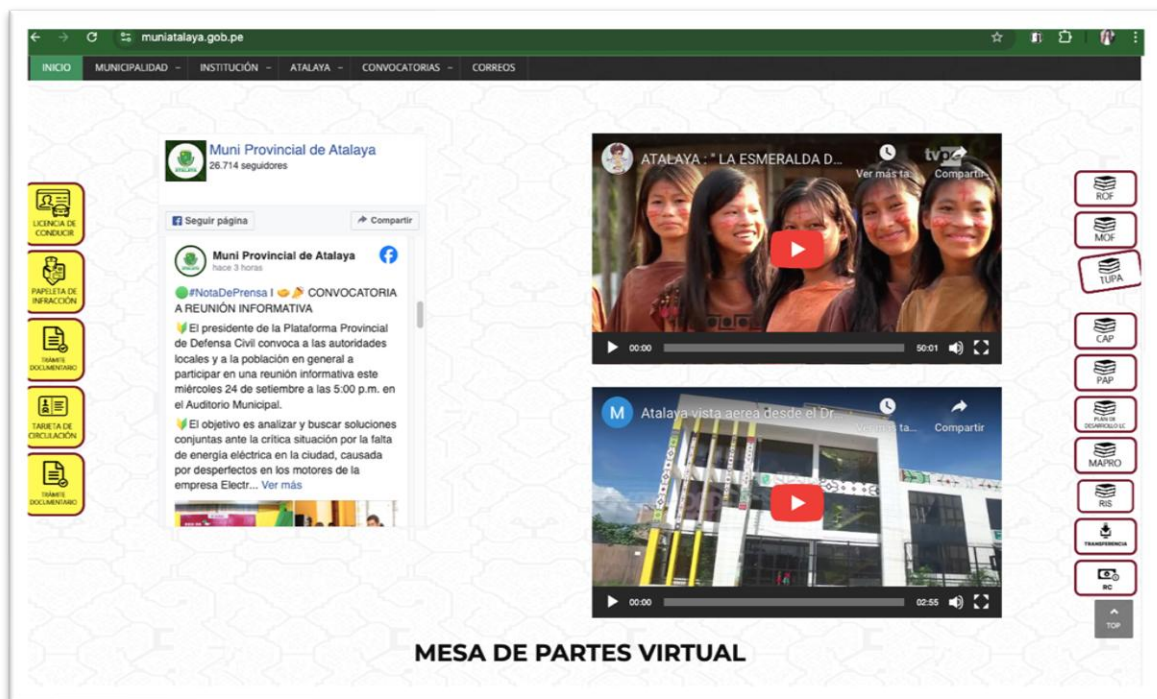 muniatalaya.gob.pe
INICIO MUNICIPALIDAD INSTITUCIÓN ATALAYA CONVOCATORIAS CORREOS
LICENCIA DE
CONDUCIR
PAPELETA DE
INFRACCIÓN
TRÁMITE
DOCUMENTARIO
TARJETA DE
CIRCULACIÓN
TRÁMITE
DOCUMENTARIO
Muni Provincial de Atalaya
26.714 seguidores
Seguir página
Compartir
Muni Provincial de Atalaya
hace 3 horas
#NotaDePrensa I CONVOCATORIA
A REUNIÓN INFORMATIVA
El presidente de la Plataforma Provincial
de Defensa Civil convoca a las autoridades
locales y a la población en general a
participar en una reunión informativa este
miércoles 24 de setiembre a las 5:00 p.m. en
el Auditorio Municipal.
El objetivo es analizar y buscar soluciones
conjuntas ante la crítica situación por la falta
de energía eléctrica en la ciudad, causada
por desperfectos en los motores de la
empresa Electr... Ver más
ATALAYA : " LA ESMERALDA D...
Ver más ta...
Compartir
00:00
50:01
M
Atalaya vista aerea desde el Dr...
Ver más ta...
Compartir
00:00
02:55
ROF
MOF
TUPA
CAP
PAP
PLAN DE
DESARROLLO LC
MAPRO
RIS
TRANSFERENCIA
RC
TOP
MESA DE PARTES VIRTUAL